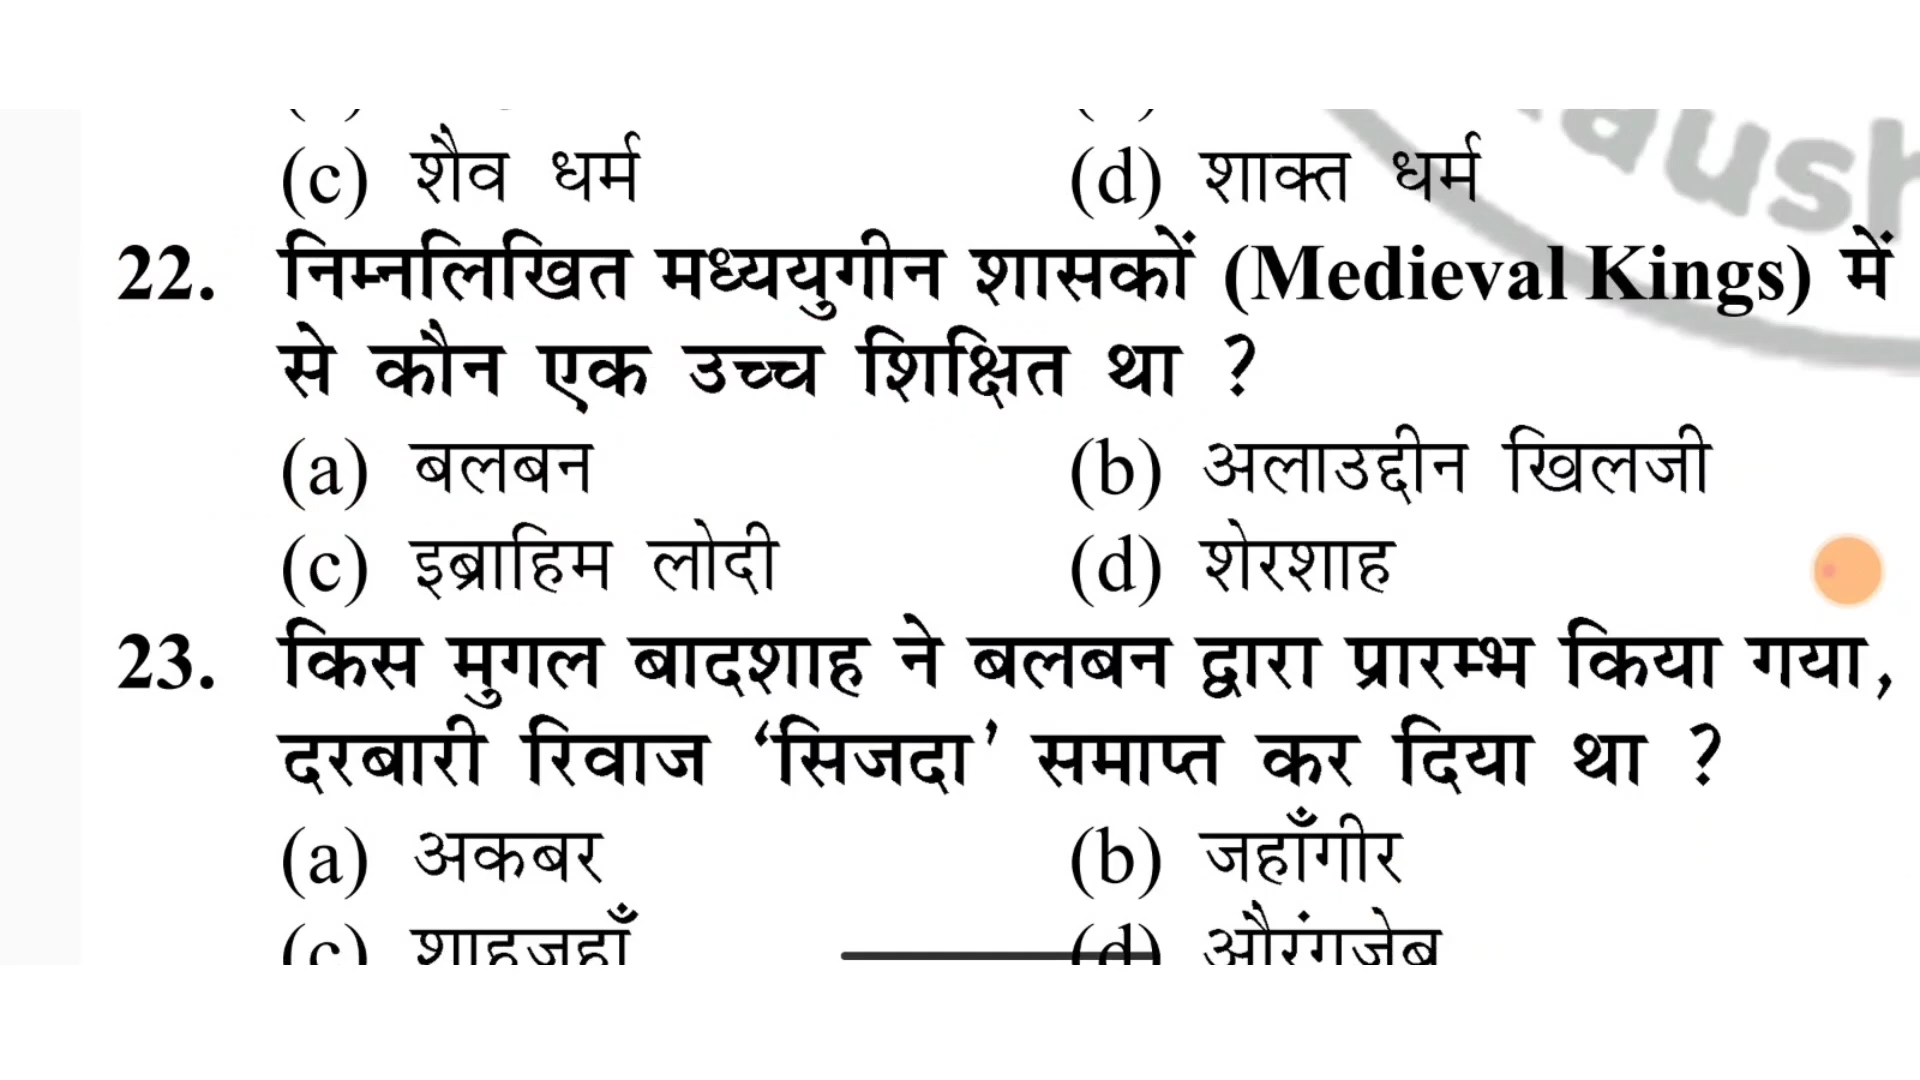 (c) शैव धर्म (d) शाक्त धर्म
22. निम्नलिखित मध्ययुगीन शासकों (Medieval Kings) में
से कौन एक उच्च शिक्षित था ?
(a) बलबन (b) अलाउद्दीन खिलजी
(c) इब्राहिम लोदी (d) शेरशाह
23. किस मुगल बादशाह ने बलबन द्वारा प्रारम्भ किया गया,
दरबारी रिवाज ‘सिजदा’ समाप्त कर दिया था ?
(a) अकबर (b) जहाँगीर
(c) शाहजहाँ (d) औरंगजेब